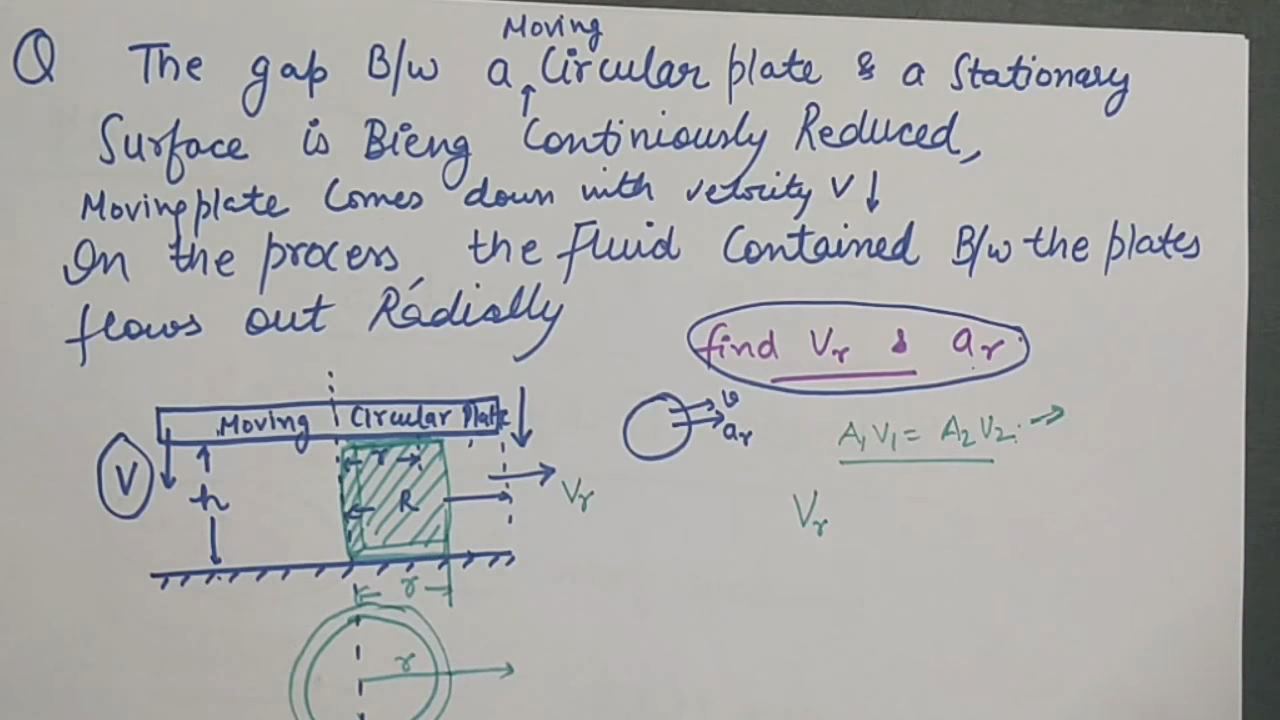 Moving
Q The gap B/w a Circular plate & a Stationary
Surface is Bieng Continiously Reduced,
Moving plate Comes down with velocity V ↓
In the process, the fluid Contained B/w the plates
flows out Radially
find Vr & ar
Moving Circular Plate
V
h
r
R
Vr
v
ar
A1V1 = A2V2. →
Vr
r
r